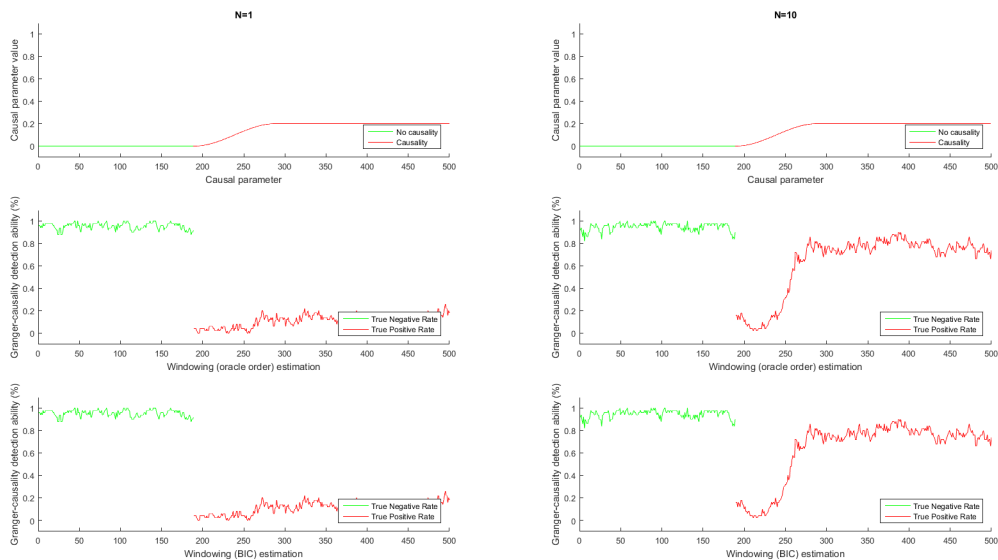 N=1
Causal parameter value
1
0.8
0.6
0.4
0.2
0
No causality
Causality
0 50 100 150 200 250 300 350 400 450 500
Causal parameter
Granger-causality detection ability (%)
1
0.8
0.6
0.4
0.2
0
True Negative Rate
True Positive Rate
0 50 100 150 200 250 300 350 400 450 500
Windowing (oracle order) estimation
Granger-causality detection ability (%)
1
0.8
0.6
0.4
0.2
0
True Negative Rate
True Positive Rate
0 50 100 150 200 250 300 350 400 450 500
Windowing (BIC) estimation
N=10
Causal parameter value
1
0.8
0.6
0.4
0.2
0
No causality
Causality
0 50 100 150 200 250 300 350 400 450 500
Causal parameter
Granger-causality detection ability (%)
1
0.8
0.6
0.4
0.2
0
True Negative Rate
True Positive Rate
0 50 100 150 200 250 300 350 400 450 500
Windowing (oracle order) estimation
Granger-causality detection ability (%)
1
0.8
0.6
0.4
0.2
0
True Negative Rate
True Positive Rate
0 50 100 150 200 250 300 350 400 450 500
Windowing (BIC) estimation